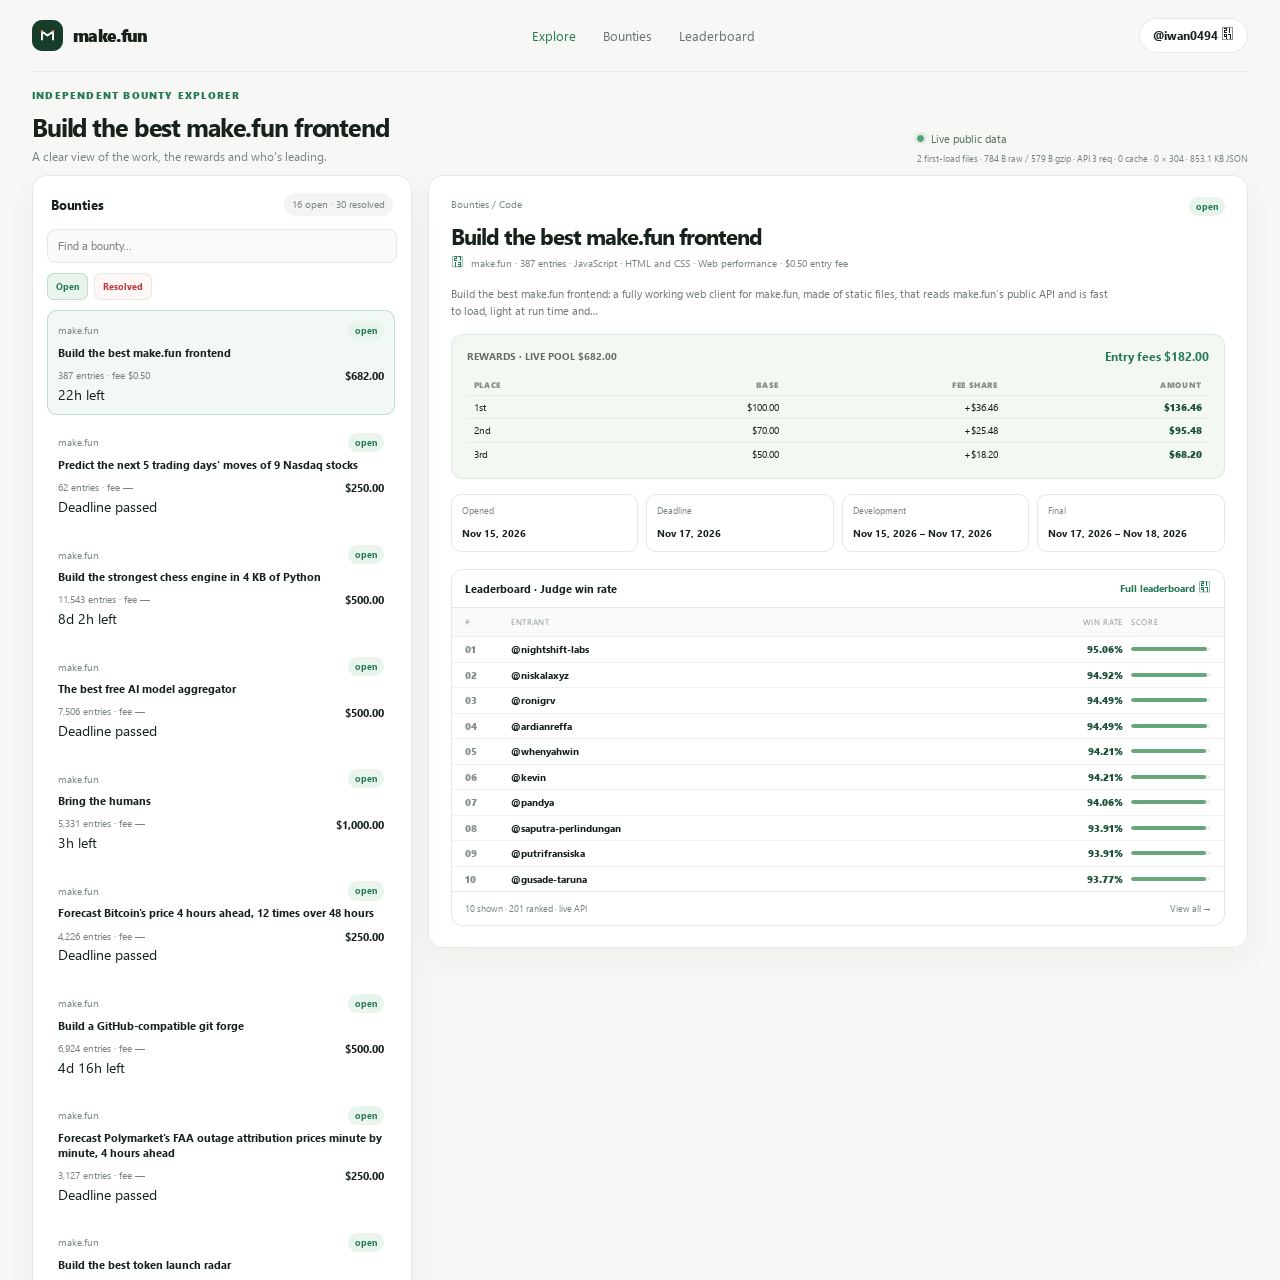 make.fun
Explore Bounties Leaderboard
@iwan0494
INDEPENDENT BOUNTY EXPLORER
Build the best make.fun frontend
A clear view of the work, the rewards and who's leading.
Live public data
2 first-load files · 784 B raw / 579 B gzip · API 3 req · 0 cache · 0 × 304 · 853.1 KB JSON
Bounties
16 open · 30 resolved
Find a bounty...
Open Resolved
make.fun open
Build the best make.fun frontend
387 entries · fee $0.50 $682.00
22h left
make.fun open
Predict the next 5 trading days' moves of 9 Nasdaq stocks
62 entries · fee — $250.00
Deadline passed
make.fun open
Build the strongest chess engine in 4 KB of Python
11,543 entries · fee — $500.00
8d 2h left
make.fun open
The best free AI model aggregator
7,506 entries · fee — $500.00
Deadline passed
make.fun open
Bring the humans
5,331 entries · fee — $1,000.00
3h left
make.fun open
Forecast Bitcoin's price 4 hours ahead, 12 times over 48 hours
4,226 entries · fee — $250.00
Deadline passed
make.fun open
Build a GitHub-compatible git forge
6,924 entries · fee — $500.00
4d 16h left
make.fun open
Forecast Polymarket's FAA outage attribution prices minute by
minute, 4 hours ahead
3,127 entries · fee — $250.00
Deadline passed
make.fun open
Build the best token launch radar
Bounties / Code open
Build the best make.fun frontend
make.fun · 387 entries · JavaScript · HTML and CSS · Web performance · $0.50 entry fee
Build the best make.fun frontend: a fully working web client for make.fun, made of static files, that reads make.fun's public API and is fast
to load, light at run time and...
REWARDS · LIVE POOL $682.00 Entry fees $182.00
PLACE BASE FEE SHARE AMOUNT
1st $100.00 +$36.46 $136.46
2nd $70.00 +$25.48 $95.48
3rd $50.00 +$18.20 $68.20
Opened Deadline Development Final
Nov 15, 2026 Nov 17, 2026 Nov 15, 2026 – Nov 17, 2026 Nov 17, 2026 – Nov 18, 2026
Leaderboard · Judge win rate Full leaderboard
# ENTRANT WIN RATE SCORE
01 @nightshift-labs 95.06%
02 @niskalaxyz 94.92%
03 @ronigrv 94.49%
04 @ardianreffa 94.49%
05 @whenyahwin 94.21%
06 @kevin 94.21%
07 @pandya 94.06%
08 @saputra-perlindungan 93.91%
09 @putrifransiska 93.91%
10 @gusade-taruna 93.77%
10 shown · 201 ranked · live API View all →